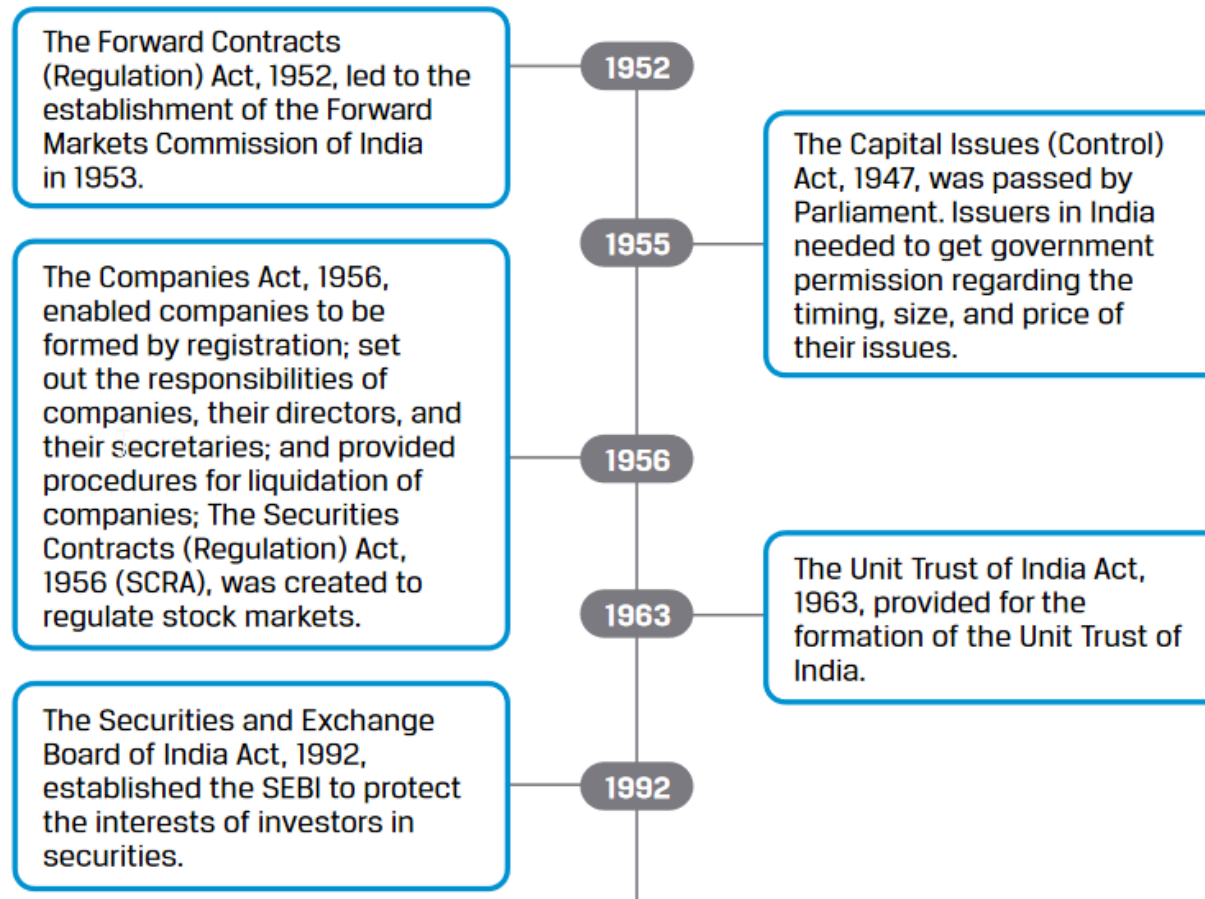 The Forward Contracts
(Regulation) Act, 1952, led to the
establishment of the Forward
Markets Commission of India
in 1953.
1952
1955
The Capital Issues (Control)
Act, 1947, was passed by
Parliament. Issuers in India
needed to get government
permission regarding the
timing, size, and price of
their issues.
The Companies Act, 1956,
enabled companies to be
formed by registration; set
out the responsibilities of
companies, their directors, and
their secretaries; and provided
procedures for liquidation of
companies; The Securities
Contracts (Regulation) Act,
1956 (SCRA), was created to
regulate stock markets.
1956
1963
The Unit Trust of India Act,
1963, provided for the
formation of the Unit Trust of
India.
The Securities and Exchange
Board of India Act, 1992,
established the SEBI to protect
the interests of investors in
securities.
1992